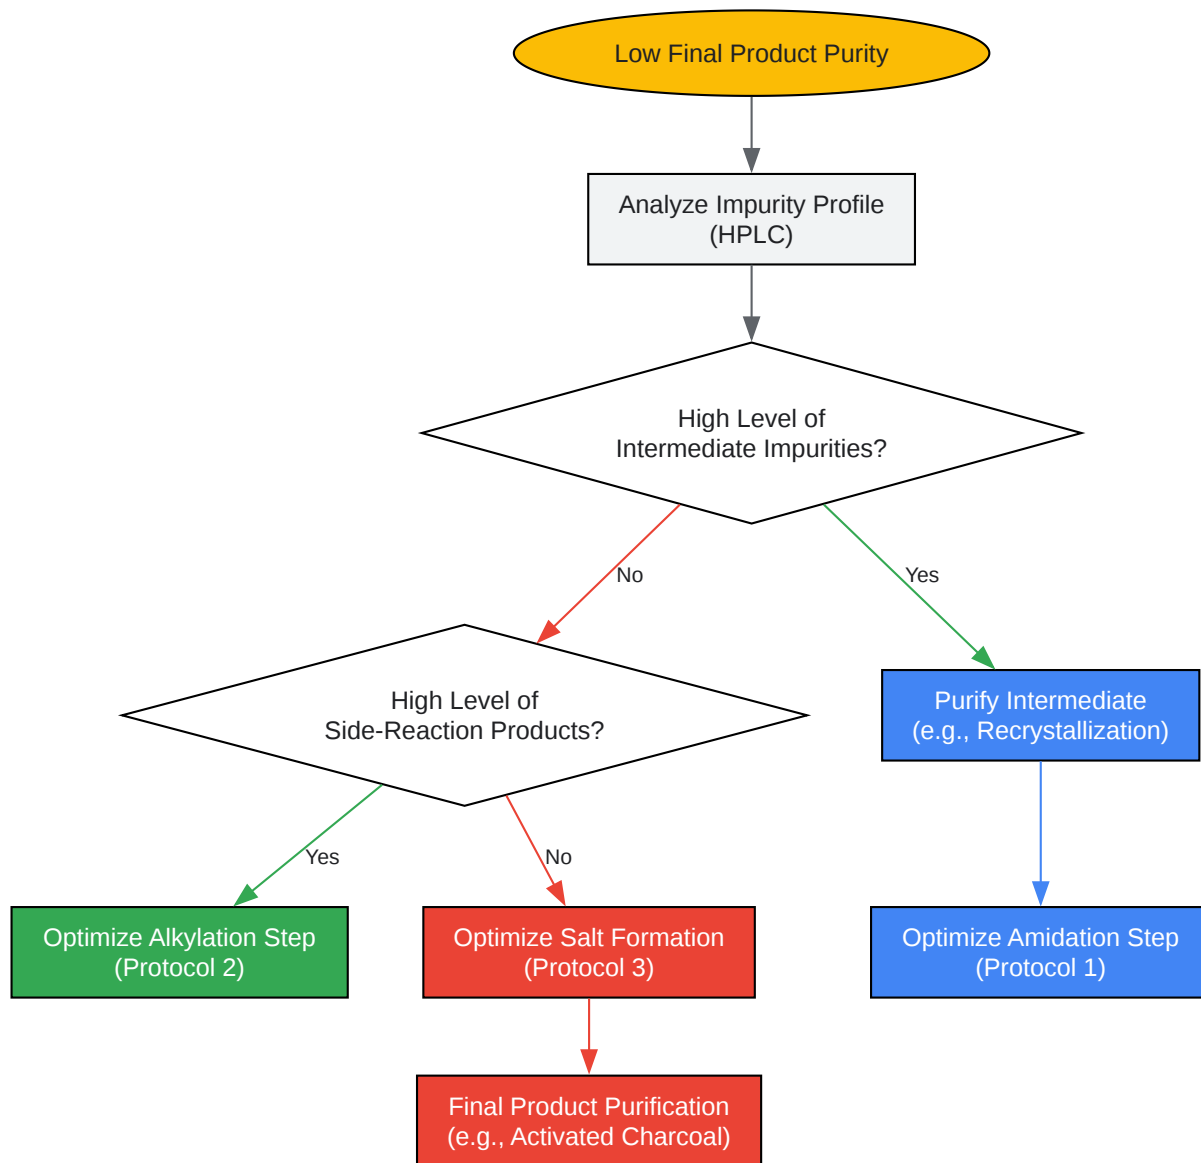 Low Final Product Purity
Analyze Impurity Profile
(HPLC)
High Level of
Intermediate Impurities?
No
Yes
High Level of
Side-Reaction Products?
Purify Intermediate
(e.g., Recrystallization)
Yes
No
Optimize Alkylation Step
(Protocol 2)
Optimize Salt Formation
(Protocol 3)
Optimize Amidation Step
(Protocol 1)
Final Product Purification
(e.g., Activated Charcoal)